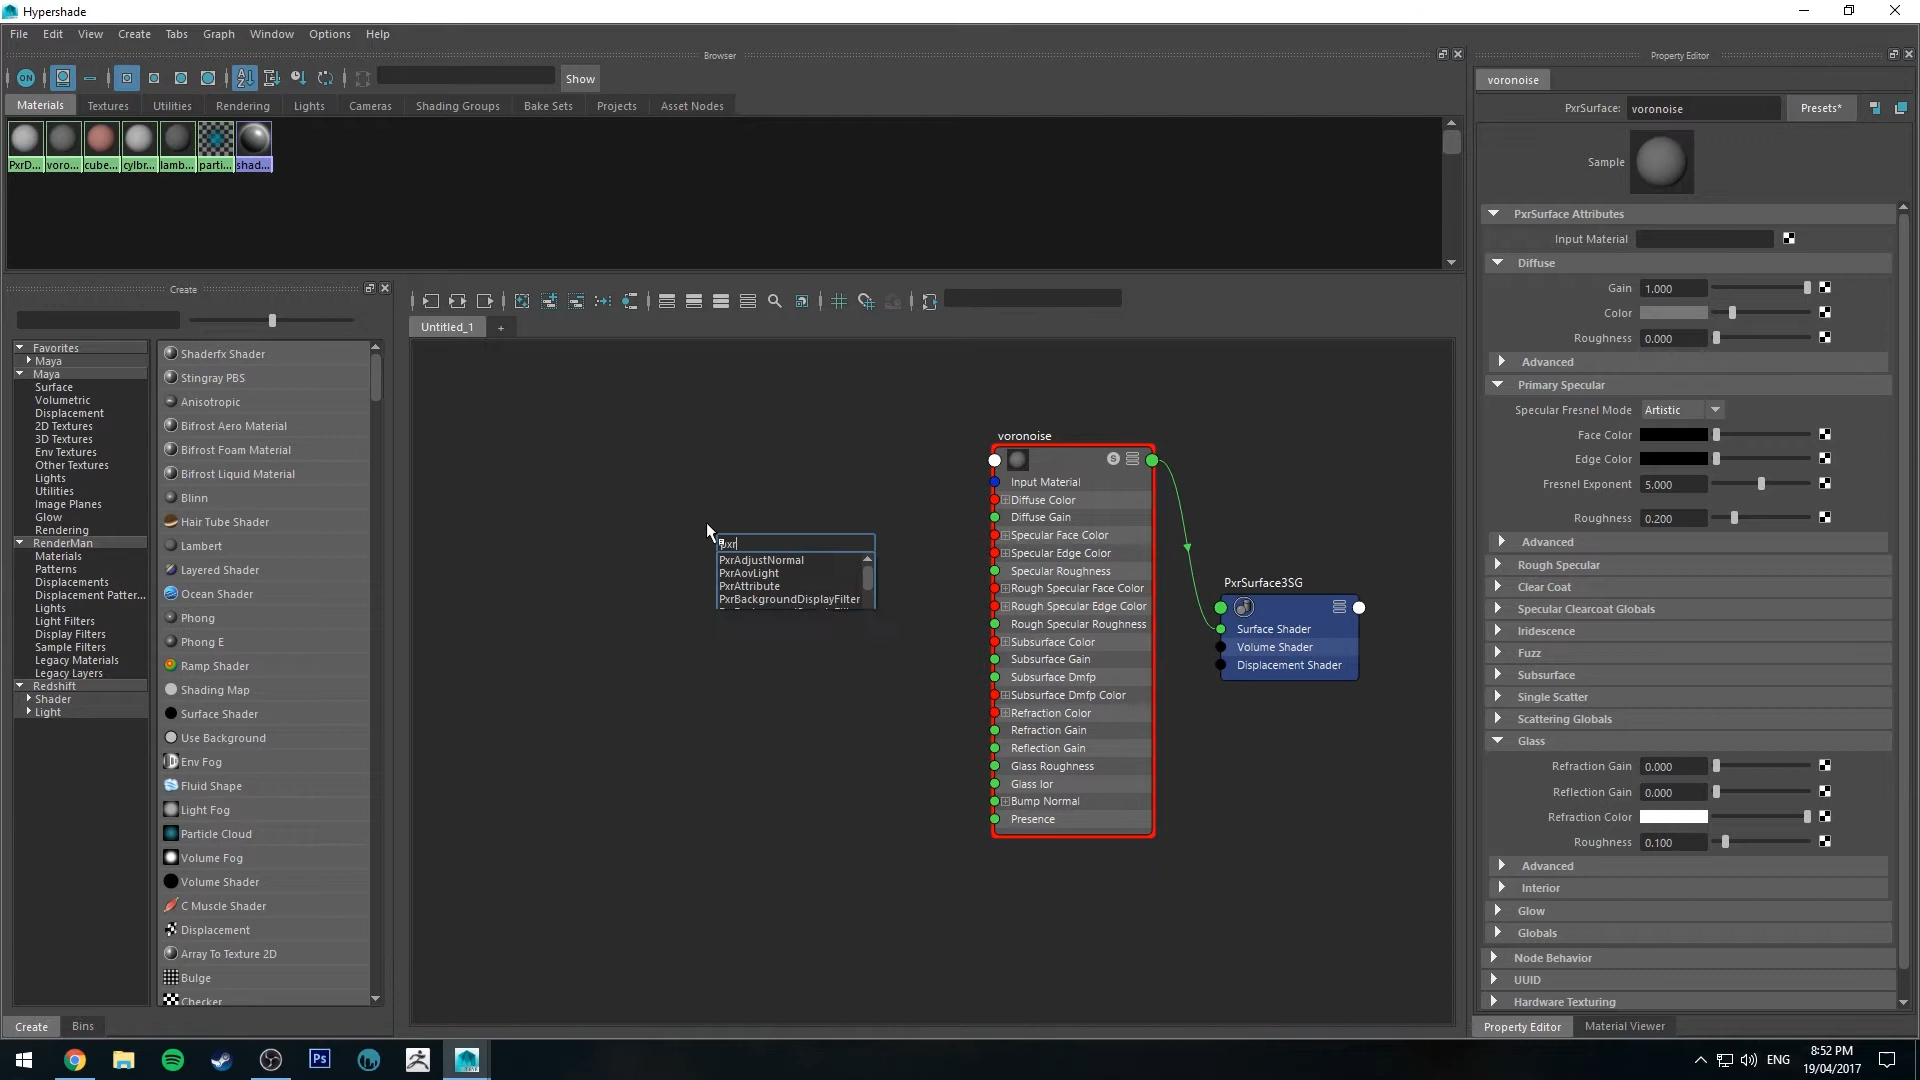 Hypershade
File Edit View Create Tabs Graph Window Options Help
Browser
Property Editor
ON
Show
voronoise
Materials Textures Utilities Rendering Lights Cameras Shading Groups Bake Sets Projects Asset Nodes
PxrSurface: voronoise Presets*
PxrD... voro... cube... cylbr... lamb... parti... shad...
Sample
PxrSurface Attributes
Input Material
Diffuse
Gain 1.000
Color
Roughness 0.000
Advanced
Primary Specular
Specular Fresnel Mode Artistic
Face Color
Edge Color
Fresnel Exponent 5.000
Roughness 0.200
Advanced
Rough Specular
Clear Coat
Specular Clearcoat Globals
Iridescence
Fuzz
Subsurface
Single Scatter
Scattering Globals
Glass
Refraction Gain 0.000
Reflection Gain 0.000
Refraction Color
Roughness 0.100
Advanced
Interior
Glow
Globals
Node Behavior
UUID
Hardware Texturing
Property Editor Material Viewer
Create
Favorites
Maya
Maya
Surface
Volumetric
Displacement
2D Textures
3D Textures
Env Textures
Other Textures
Lights
Utilities
Image Planes
Glow
Rendering
RenderMan
Materials
Patterns
Displacements
Displacement Patter...
Lights
Light Filters
Display Filters
Sample Filters
Legacy Materials
Legacy Layers
Redshift
Shader
Light
Shaderfx Shader
Stingray PBS
Anisotropic
Bifrost Aero Material
Bifrost Foam Material
Bifrost Liquid Material
Blinn
Hair Tube Shader
Lambert
Layered Shader
Ocean Shader
Phong
Phong E
Ramp Shader
Shading Map
Surface Shader
Use Background
Env Fog
Fluid Shape
Light Fog
Particle Cloud
Volume Fog
Volume Shader
C Muscle Shader
Displacement
Array To Texture 2D
Bulge
Checker
Create Bins
Untitled_1 +
pxr
PxrAdjustNormal
PxrAovLight
PxrAttribute
PxrBackgroundDisplayFilter
voronoise
S
Input Material
Diffuse Color
Diffuse Gain
Specular Face Color
Specular Edge Color
Specular Roughness
Rough Specular Face Color
Rough Specular Edge Color
Rough Specular Roughness
Subsurface Color
Subsurface Gain
Subsurface Dmfp
Subsurface Dmfp Color
Refraction Color
Refraction Gain
Reflection Gain
Glass Roughness
Glass Ior
Bump Normal
Presence
PxrSurface3SG
Surface Shader
Volume Shader
Displacement Shader
Ps
ENG
8:52 PM
19/04/2017